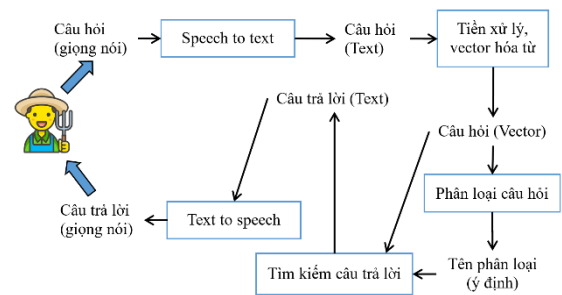 Câu hỏi
(giọng nói)
Speech to text
Câu hỏi
(Text)
Tiền xử lý,
vector hóa từ
Câu trả lời (Text)
Câu hỏi (Vector)
Phân loại câu hỏi
Câu trả lời
(giọng nói)
Text to speech
Tìm kiếm câu trả lời
Tên phân loại
(ý định)